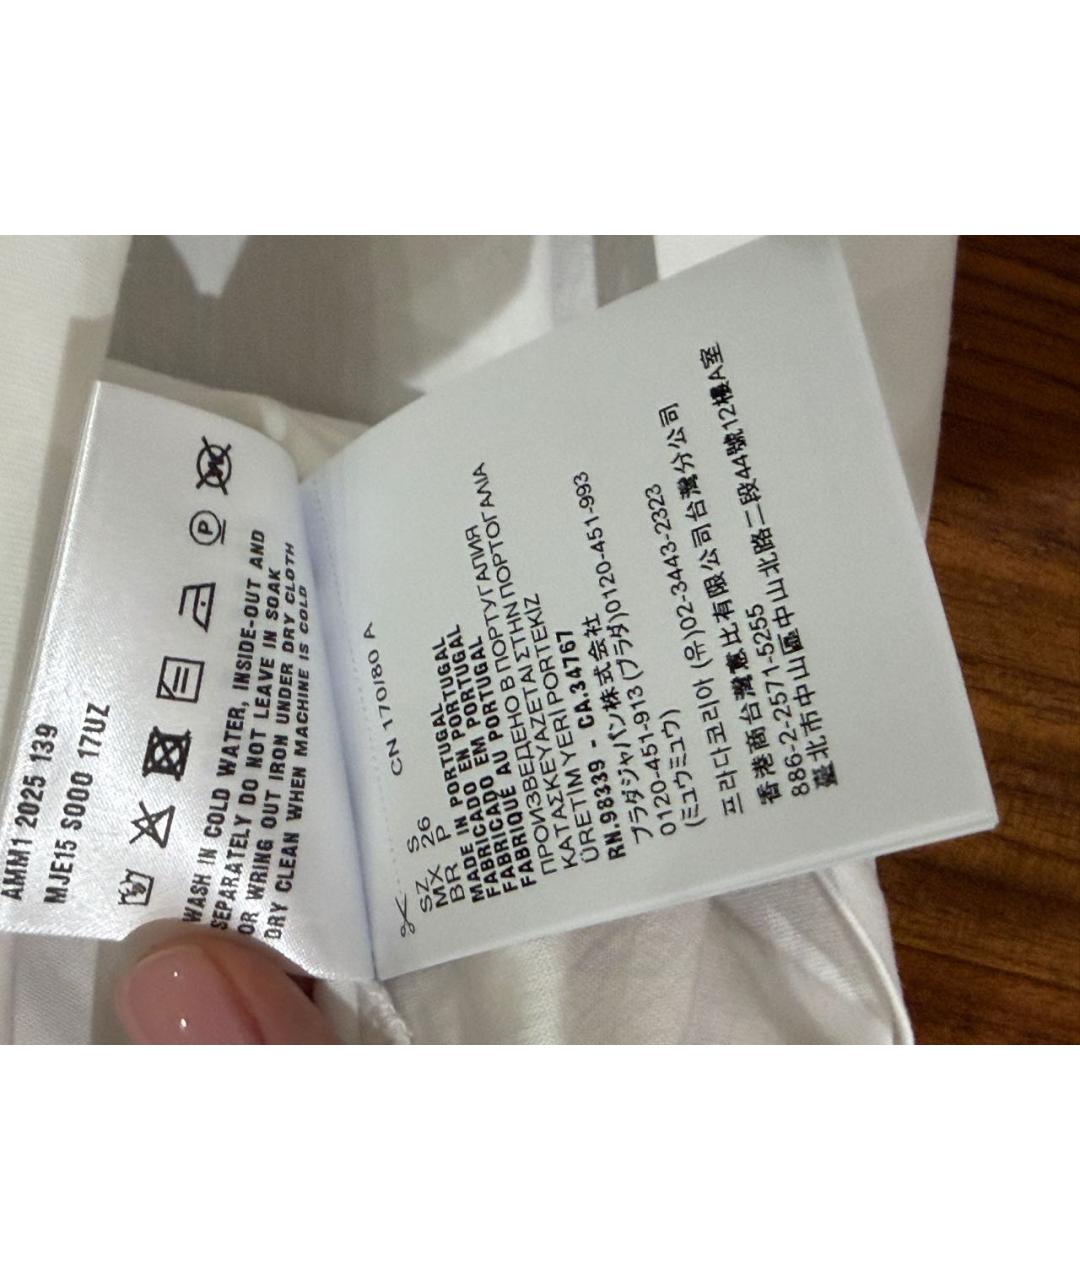 AMM1 2025 139
MJE15 S000 17UZ
P
WASH IN COLD WATER, INSIDE-OUT AND
SEPARATELY DO NOT LEAVE IN SOAK
OR WRING OUT IRON UNDER DRY CLOTH
DRY CLEAN WHEN MACHINE IS COLD
CN 170/80 A
SZ S
MX 26
BR P
MADE IN PORTUGAL
FABRICADO EN PORTUGAL
FABRICADO EM PORTUGAL
FABRIQUÉ AU PORTUGAL
ПРОИЗВЕДЕНО В ПОРТУГАЛИЯ
ΚΑΤΑΣΚΕΥΑΖΕΤΑΙ ΣΤΗΝ ΠΟΡΤΟΓΑΛΙΑ
ÜRETİM YERİ PORTEKİZ
RN.98339 - CA.34767
プラダジャパン株式会社
0120-451-913 (プラダ)0120-451-993
(ミュウミュウ)
프라다코리아 (유)02-3443-2323
香港商台灣薏比有限公司台灣分公司
886-2-2571-5255
臺北市中山區中山北路二段44號12樓A室